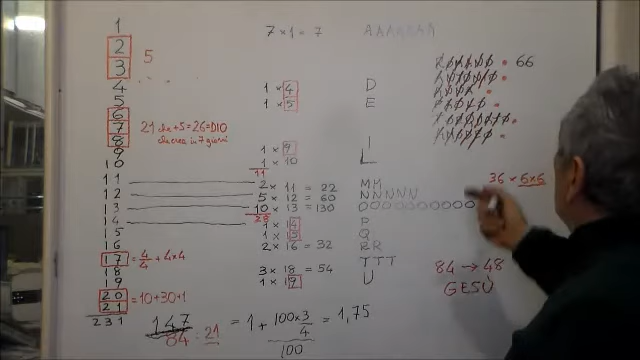 1
2
3
5
4
5
6
7
8
21 che +5=26=DIO
che crea in 7 giorni
9
10
11
12
13
14
15
16
17 = 4/4 + 4×4
18
19
20
21 = 10+30+1
231
147
84 : 21
= 1 + 100×3/4 / 100 = 1,75
7 × 1 = 7 AAAAAAA
1 × 4 D
1 × 5 E
1 × 9 I
1 × 10 L
11
2 × 11 = 22 MM
5 × 12 = 60 NNNNN
10 × 13 = 130 OOOOOOOOOO
28
1 × 14 P
1 × 15 Q
2 × 16 = 32 RR
3 × 18 = 54 TTT
1 × 19 U
66
36 × 6×6
84 → 48
GESÙ